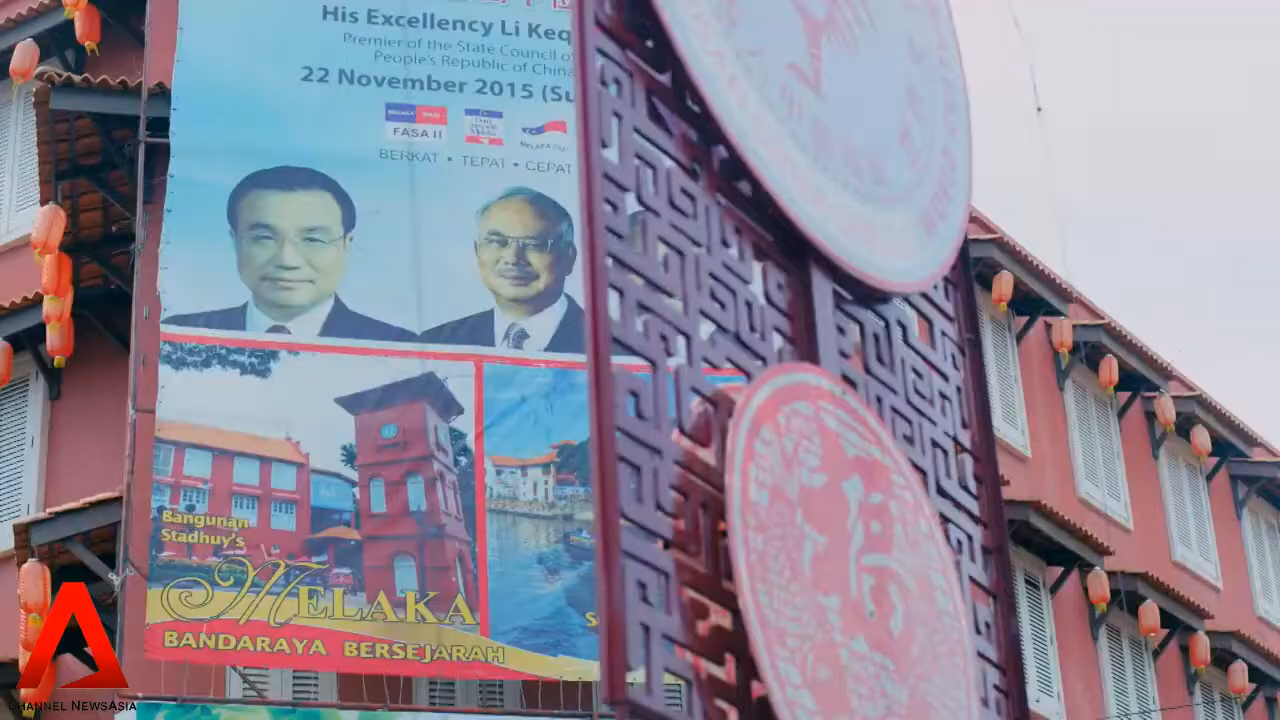 His Excellency Li Keq
Premier of the State Council o
People's Republic of China
22 November 2015 (Su
FASA II
BERKAT • TEPAT • CEPAT
Bangunan
Stadhuy's
MELAKA
BANDARAYA BERSEJARAH
CHANNEL NEWSASIA